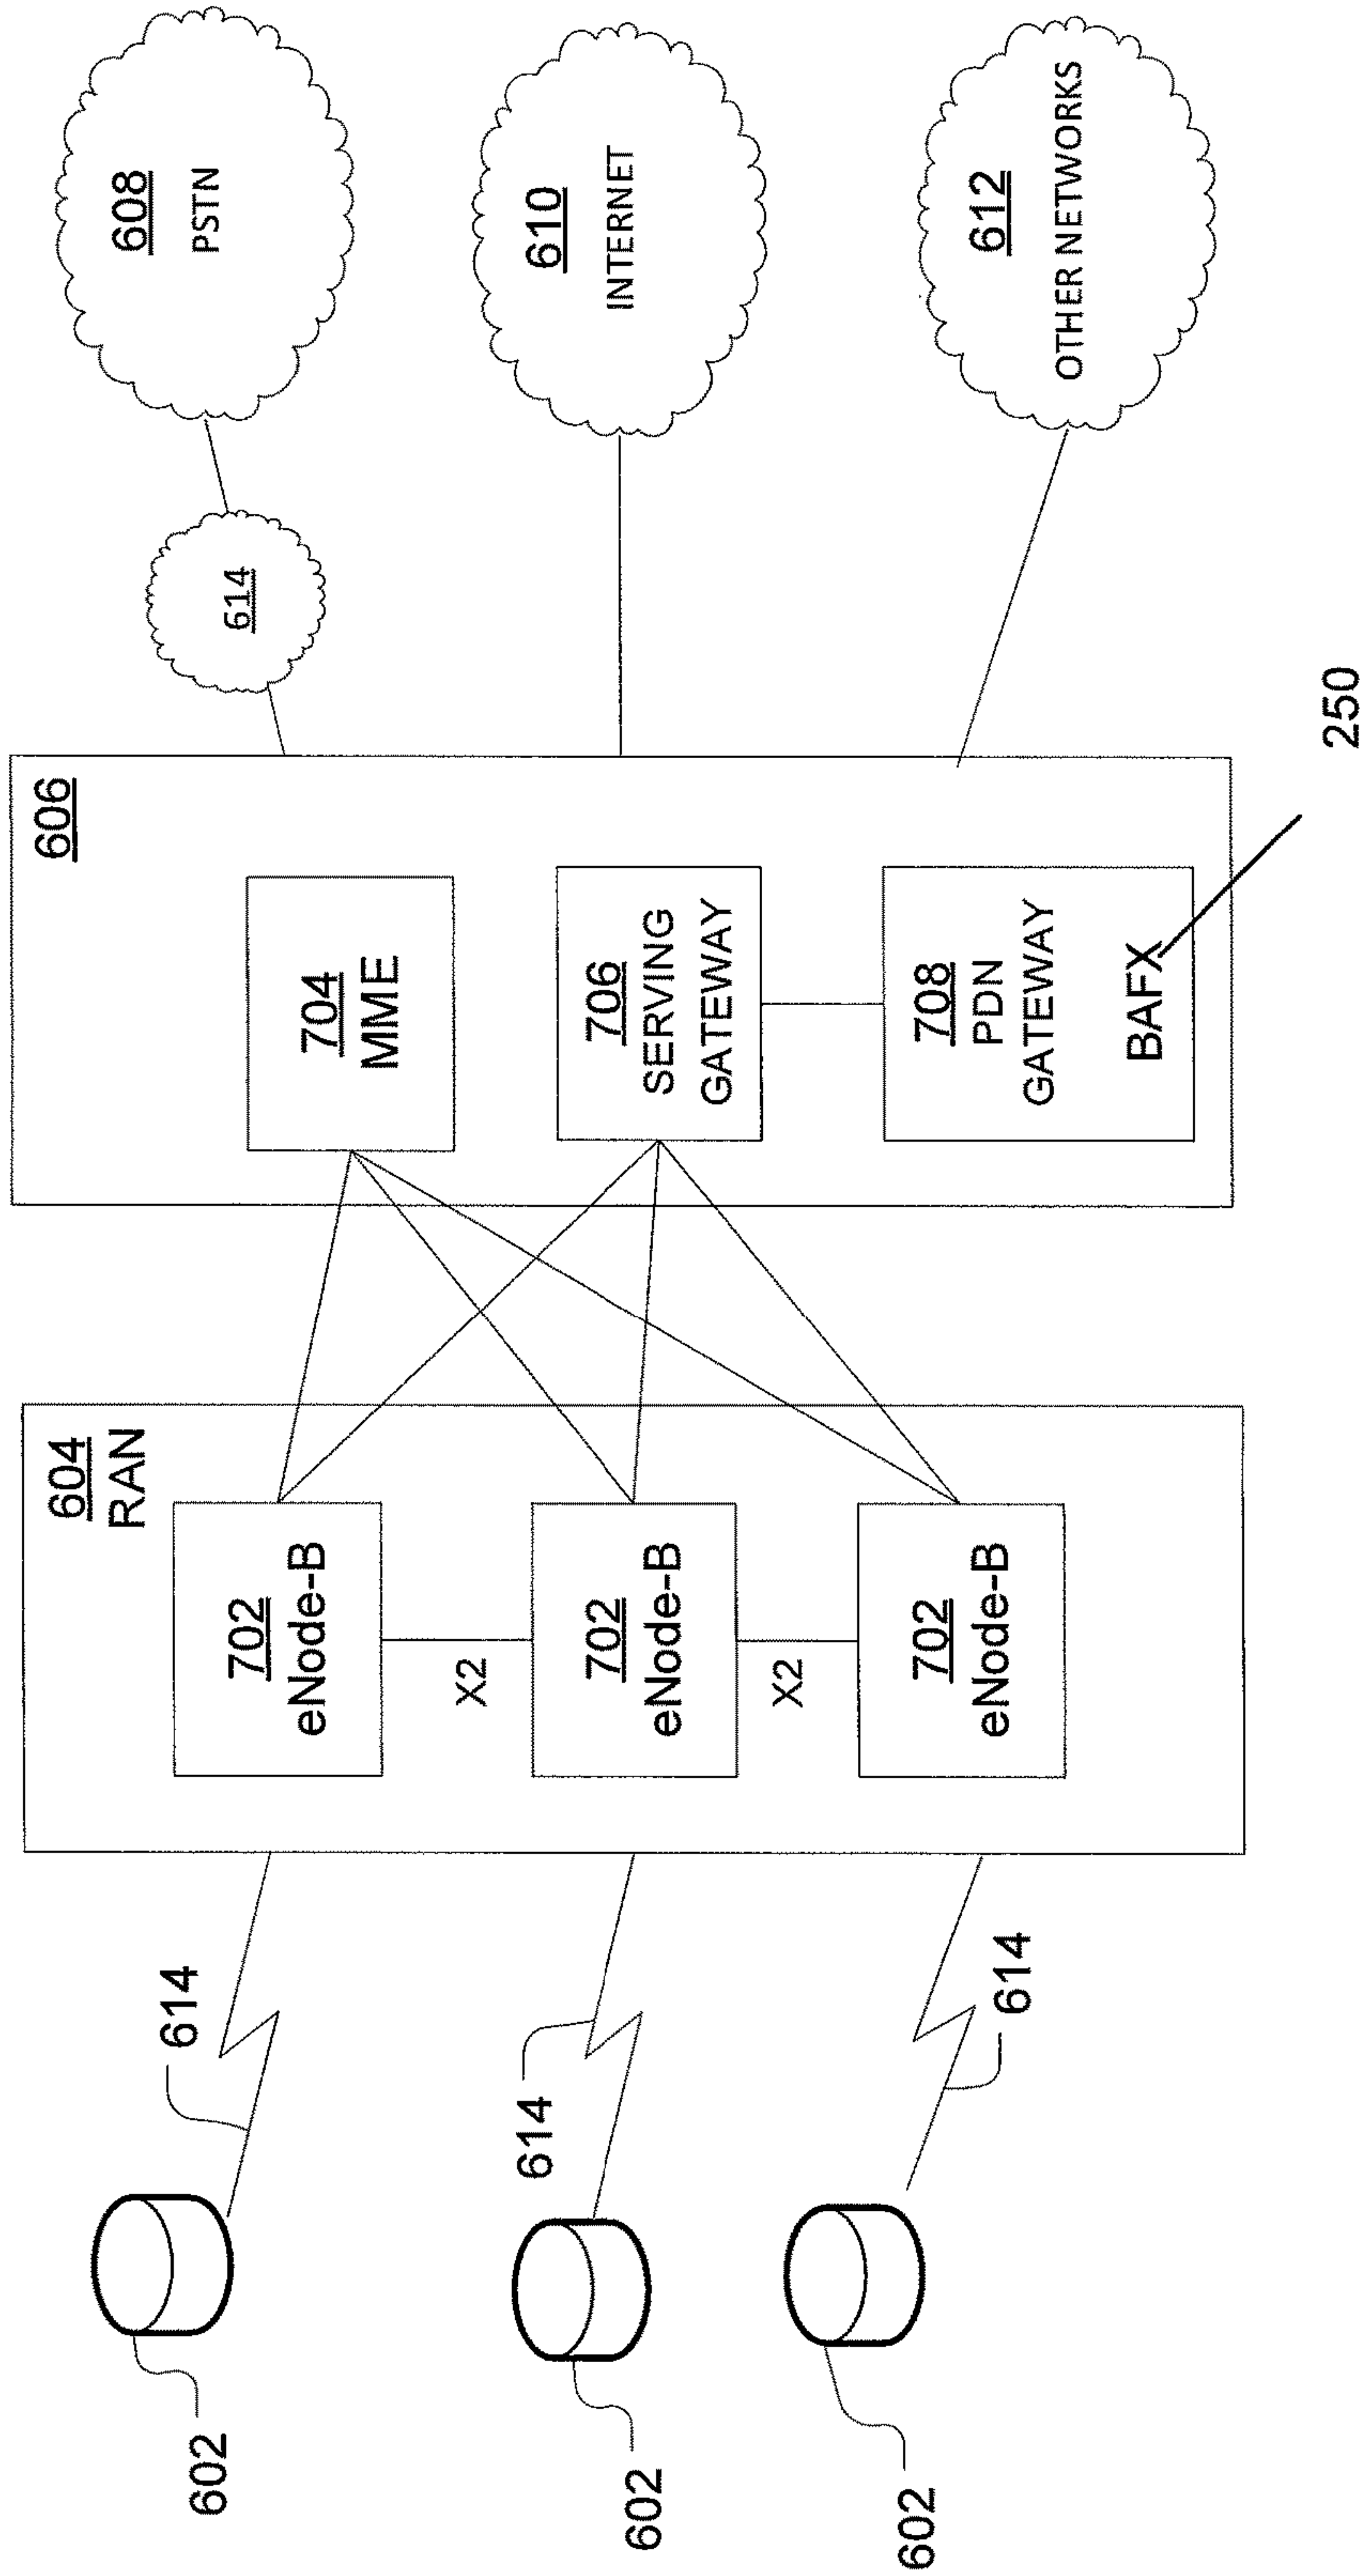 602
602
602
614
614
614
604
RAN
702
eNode-B
X2
702
eNode-B
X2
702
eNode-B
606
704
MME
706
SERVING
GATEWAY
708
PDN
GATEWAY
BAFX
250
614
608
PSTN
610
INTERNET
612
OTHER NETWORKS